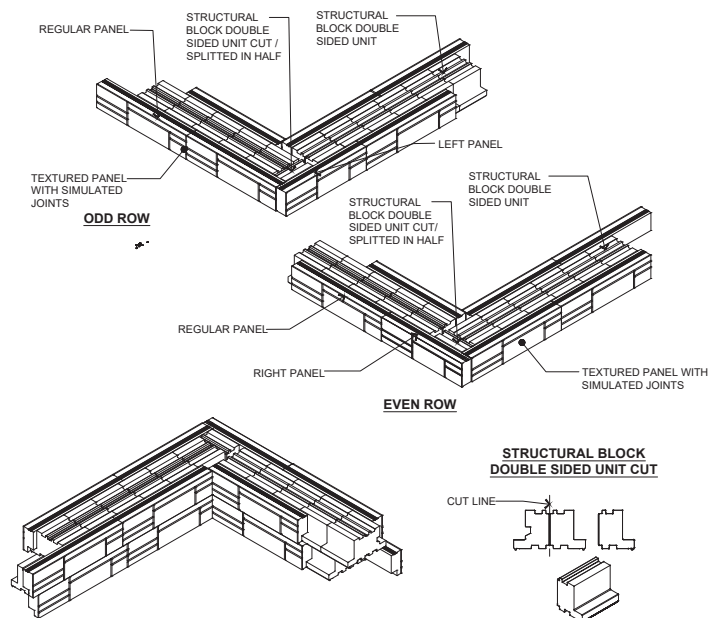 REGULAR PANEL
STRUCTURAL
BLOCK DOUBLE
SIDED UNIT CUT /
SPLITTED IN HALF
STRUCTURAL
BLOCK DOUBLE
SIDED UNIT
TEXTURED PANEL
WITH SIMULATED
JOINTS
LEFT PANEL
ODD ROW
STRUCTURAL
BLOCK DOUBLE
SIDED UNIT CUT/
SPLITTED IN HALF
STRUCTURAL
BLOCK DOUBLE
SIDED UNIT
REGULAR PANEL
RIGHT PANEL
TEXTURED PANEL WITH
SIMULATED JOINTS
EVEN ROW
STRUCTURAL BLOCK
DOUBLE SIDED UNIT CUT
CUT LINE